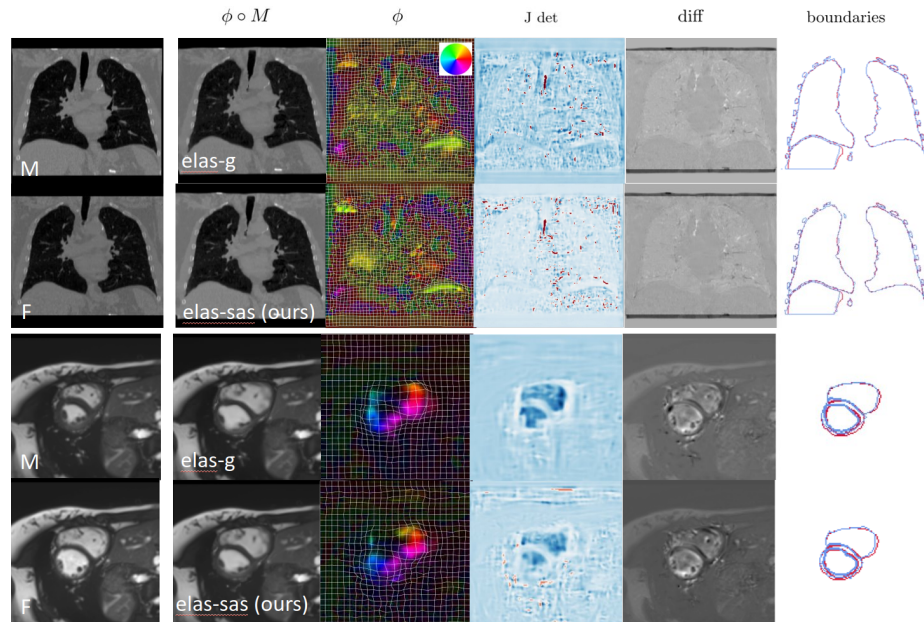 ϕ ∘ M ϕ J det diff boundaries
M elas-g
F elas-sas (ours)
M elas-g
F elas-sas (ours)